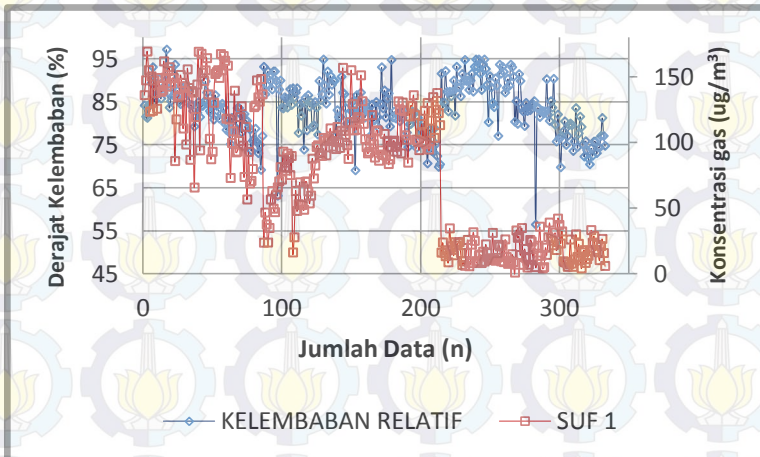 Derajat Kelembaban (%)
95
85
75
65
55
45
150
100
50
0
Konsentrasi gas (ug/m³)
0 100 200 300
Jumlah Data (n)
KELEMBABAN RELATIF SUF 1